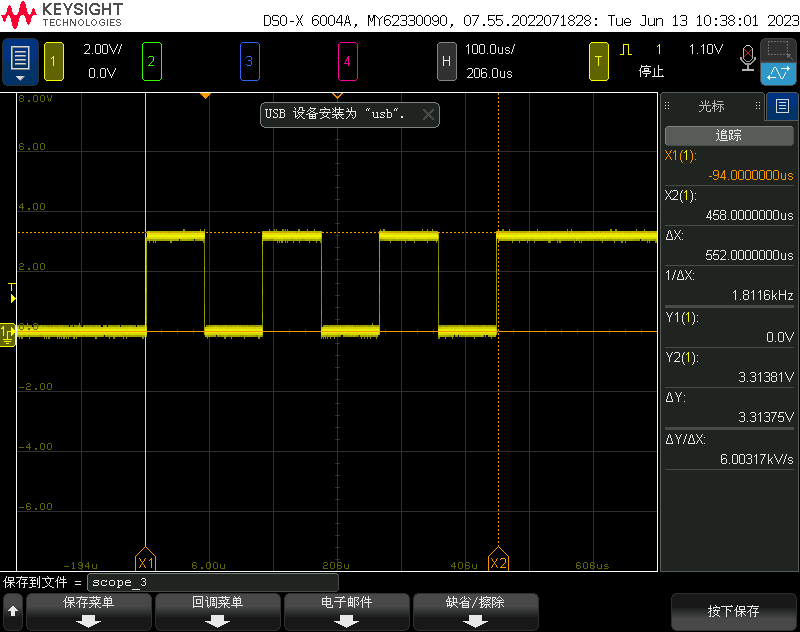 KEYSIGHT
TECHNOLOGIES
DSO-X 6004A, MY62330090, 07.55.2022071828: Tue Jun 13 10:38:01 2023
1 2.00V/ 2 3 4 H 100.0us/ T 1 1.10V
0.0V 206.0us 停止
USB 设备安装为 “usb”.
8.00V
6.00
4.00
2.00
T
0.0
1
-2.00
-4.00
-6.00
-194u 6.00u 206u 406u 606us
X1 X2
光标
追踪
X1(1):
-94.0000000us
X2(1):
458.0000000us
ΔX:
552.0000000us
1/ΔX:
1.8116kHz
Y1(1):
0.0V
Y2(1):
3.31381V
ΔY:
3.31375V
ΔY/ΔX:
6.00317kV/s
保存到文件 = scope_3
保存菜单 回调菜单 电子邮件 缺省/擦除 按下保存